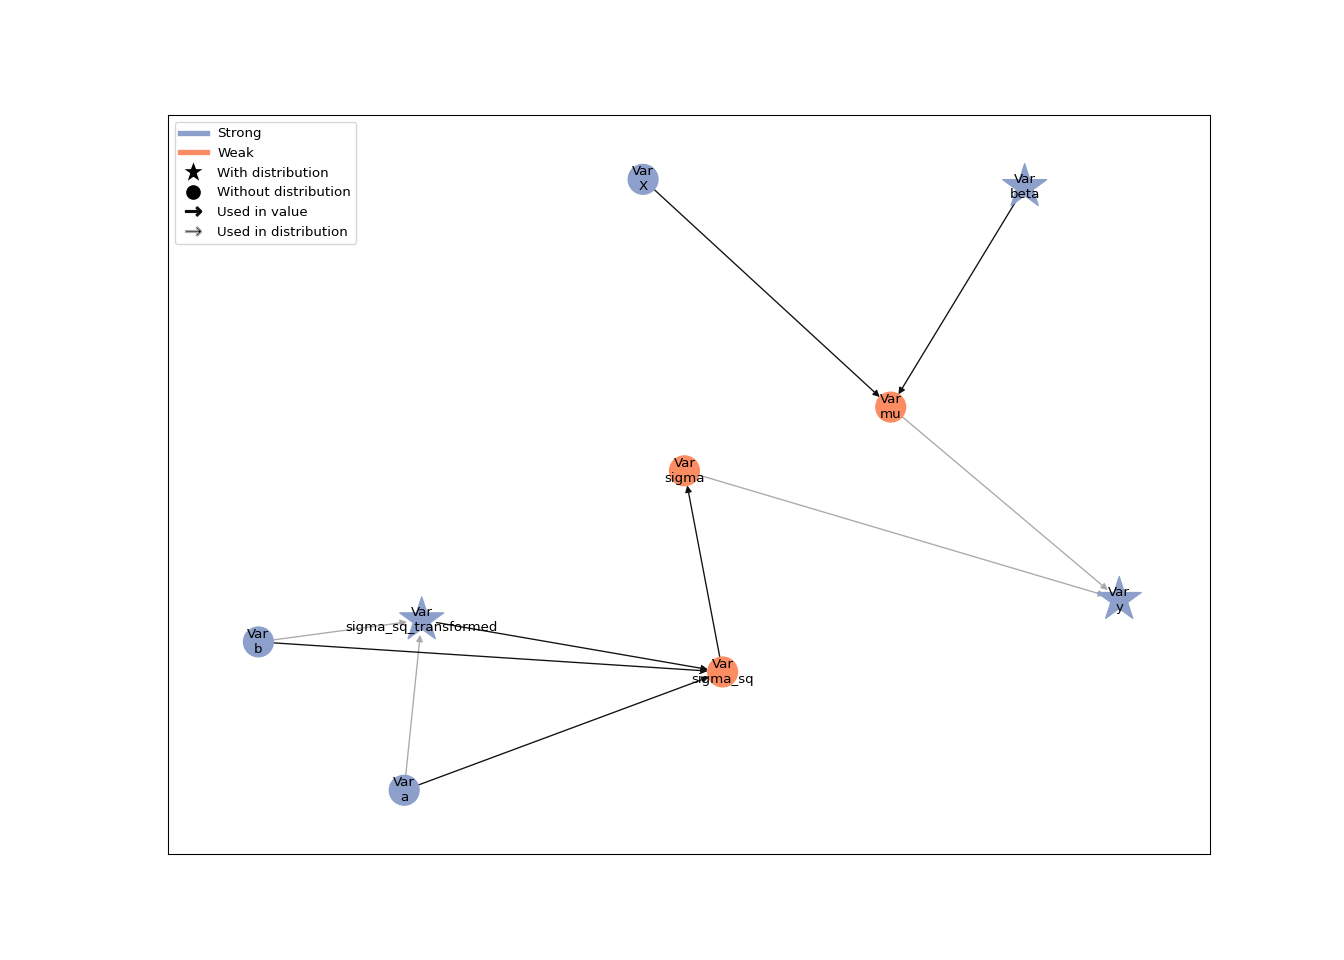 Strong
Weak
With distribution
Without distribution
Used in value
Used in distribution
Var
X
Var
beta
Var
mu
Var
sigma
Var
y
Var
sigma_sq_transformed
Var
b
Var
sigma_sq
Var
a